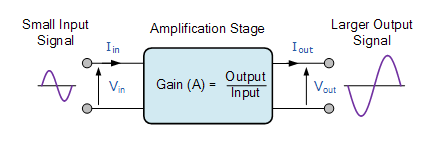 Small Input
Signal
Amplification Stage
Larger Output
Signal
Iin
Iout
Vin
Gain (A) = Output
Input
Vout